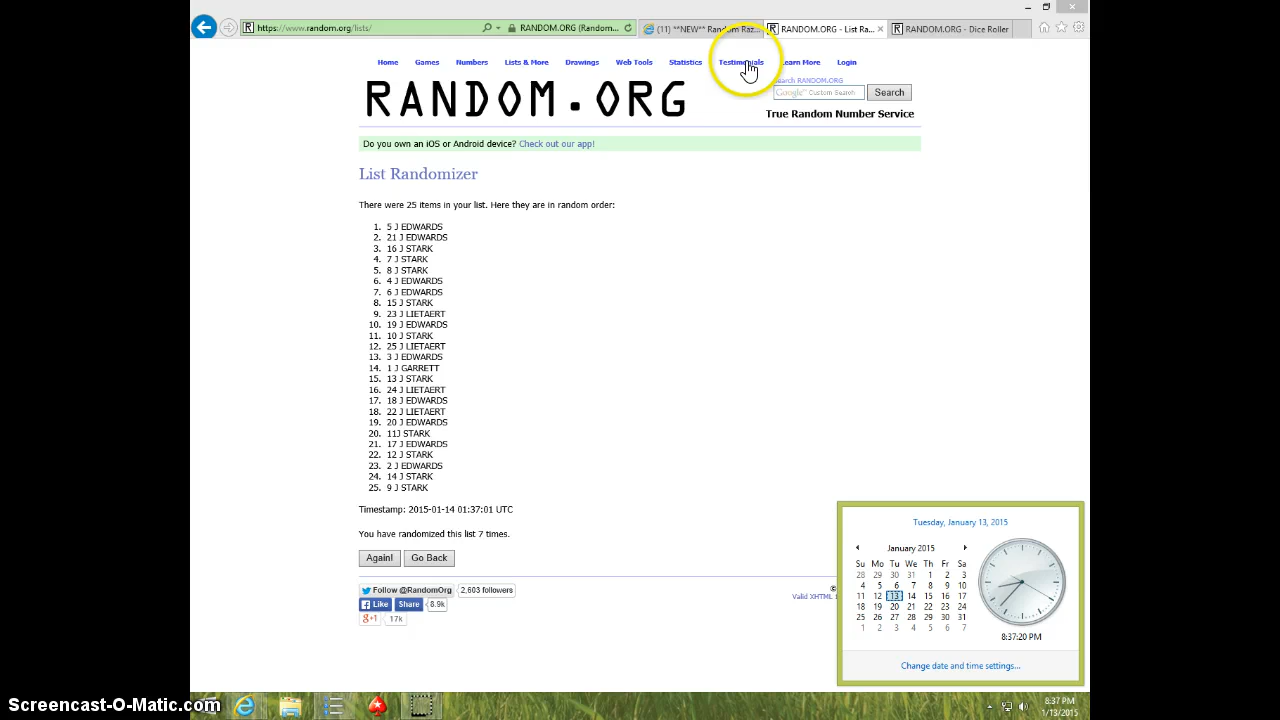 https://www.random.org/lists/
RANDOM.ORG (Random...
(11) **NEW** Random Raz...
RANDOM.ORG - List Ra...
RANDOM.ORG - Dice Roller
Home Games Numbers Lists & More Drawings Web Tools Statistics Testimonials Learn More Login
Search RANDOM.ORG
RANDOM.ORG
Google Custom Search Search
True Random Number Service
Do you own an iOS or Android device? Check out our app!
List Randomizer
There were 25 items in your list. Here they are in random order:
1. 5 J EDWARDS
2. 21 J EDWARDS
3. 16 J STARK
4. 7 J STARK
5. 8 J STARK
6. 4 J EDWARDS
7. 6 J EDWARDS
8. 15 J STARK
9. 23 J LIETAERT
10. 19 J EDWARDS
11. 10 J STARK
12. 25 J LIETAERT
13. 3 J EDWARDS
14. 1 J GARRETT
15. 13 J STARK
16. 24 J LIETAERT
17. 18 J EDWARDS
18. 22 J LIETAERT
19. 20 J EDWARDS
20. 11J STARK
21. 17 J EDWARDS
22. 12 J STARK
23. 2 J EDWARDS
24. 14 J STARK
25. 9 J STARK
Timestamp: 2015-01-14 01:37:01 UTC
You have randomized this list 7 times.
Again! Go Back
Follow @RandomOrg 2,603 followers
Like Share 8.9k
g+1 17k
©
Valid XHTML 1
Tuesday, January 13, 2015
January 2015
Su Mo Tu We Th Fr Sa
28 29 30 31 1 2 3
4 5 6 7 8 9 10
11 12 13 14 15 16 17
18 19 20 21 22 23 24
25 26 27 28 29 30 31
1 2 3 4 5 6 7
8:37:20 PM
Change date and time settings...
8:37 PM
1/13/2015
Screencast-O-Matic.com